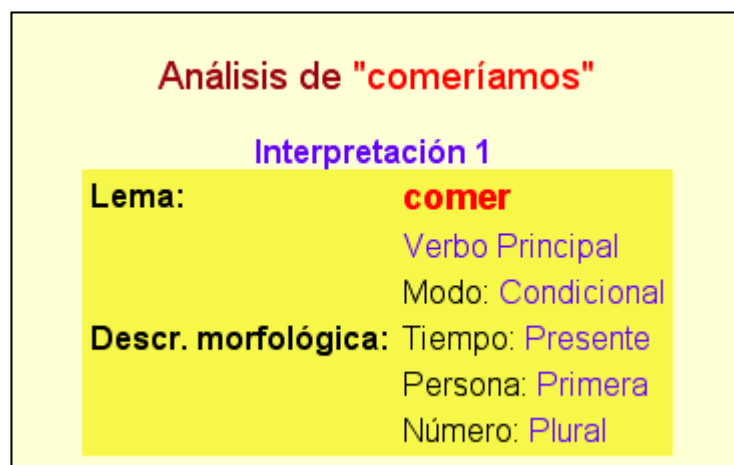 Análisis de "comeríamos"
Interpretación 1
Lema: comer
Verbo Principal
Modo: Condicional
Descr. morfológica: Tiempo: Presente
Persona: Primera
Número: Plural